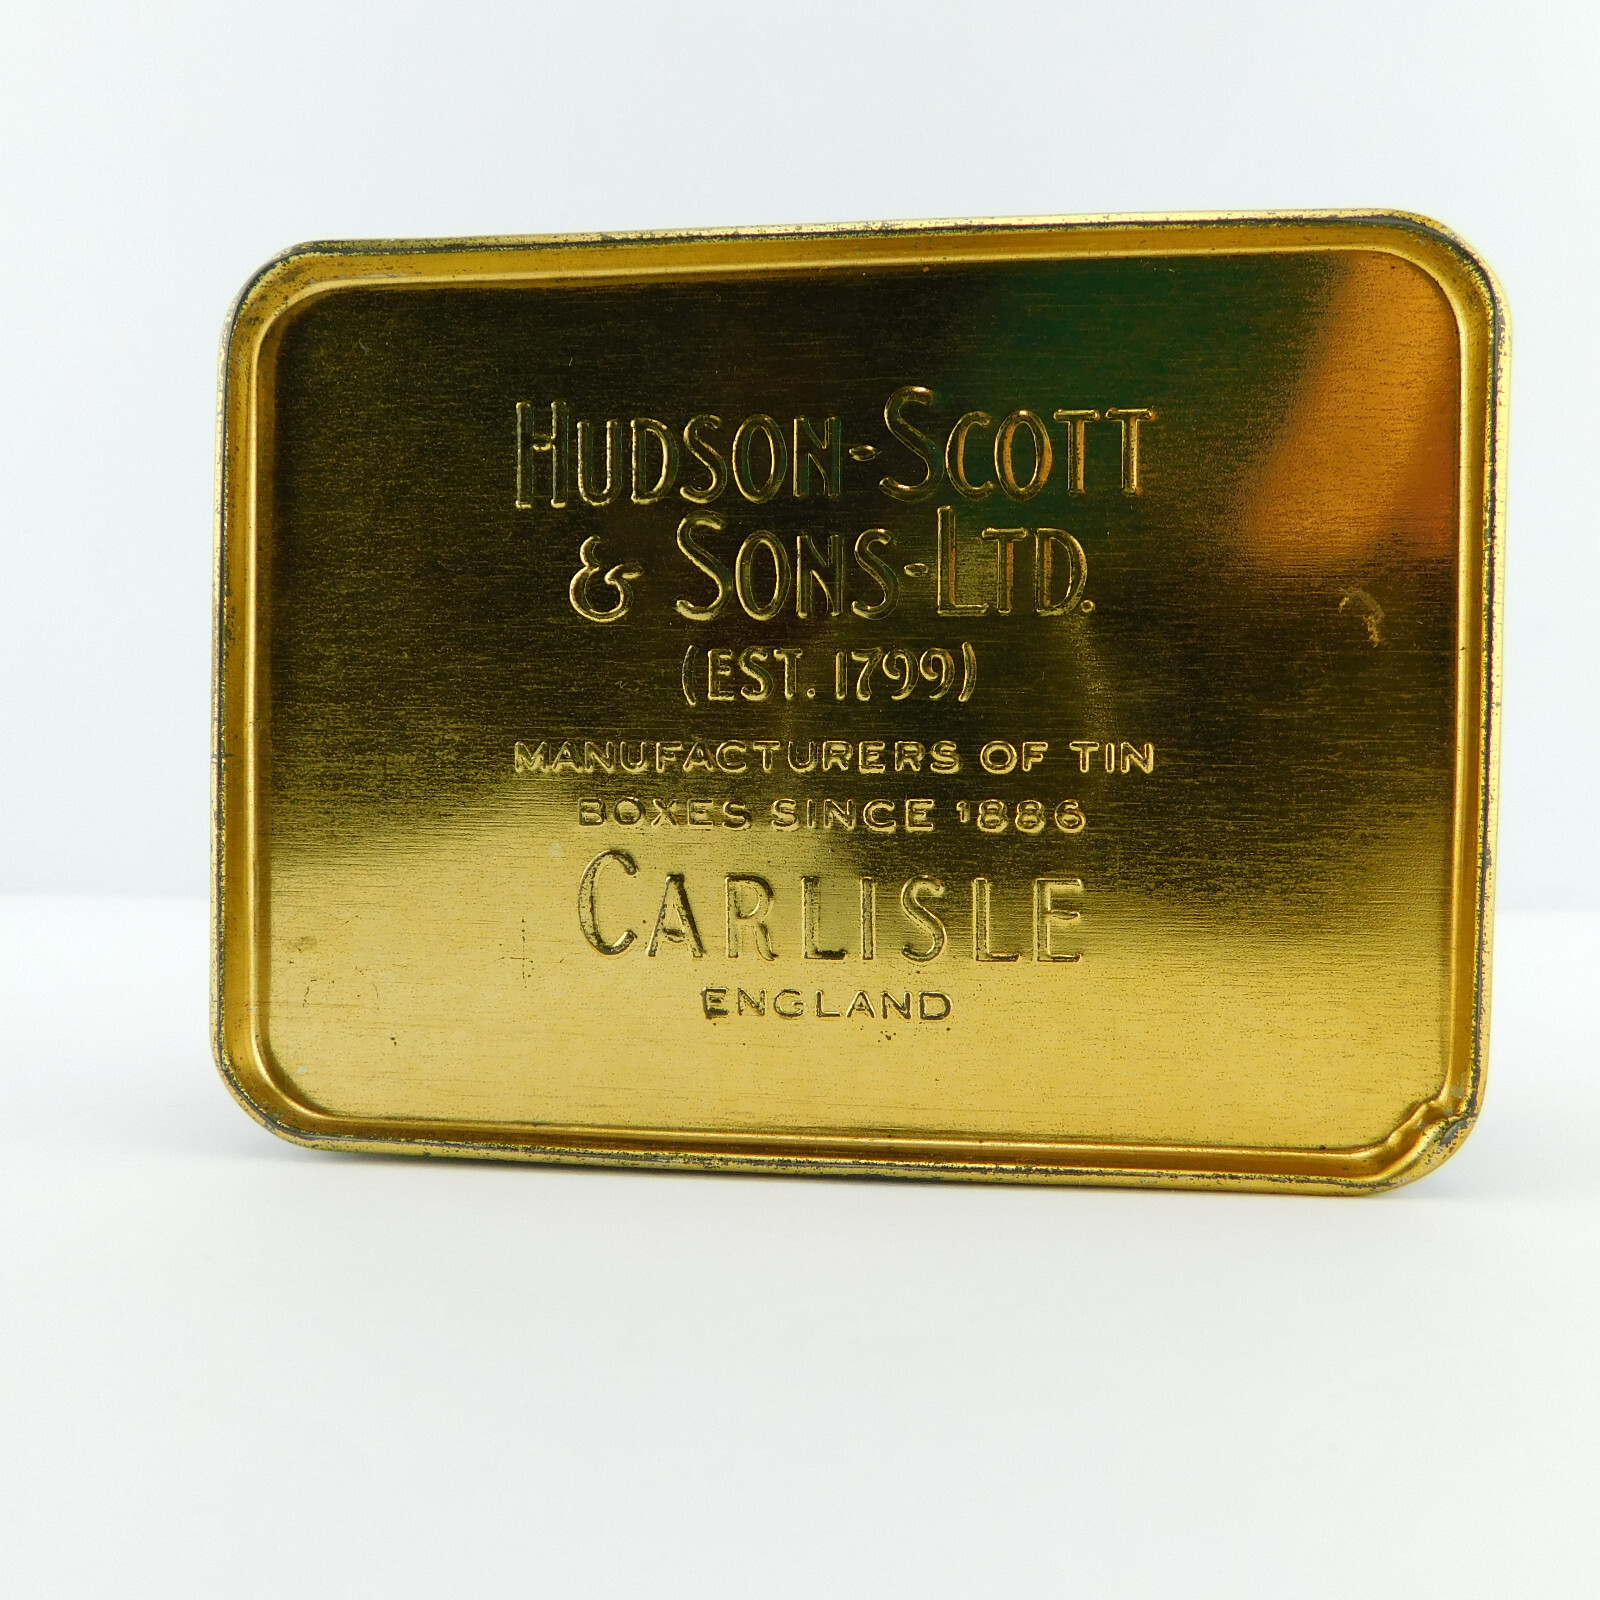 HUDSON-SCOTT
& SONS-LTD.
(EST. 1799)
MANUFACTURERS OF TIN
BOXES SINCE 1886
CARLISLE
ENGLAND